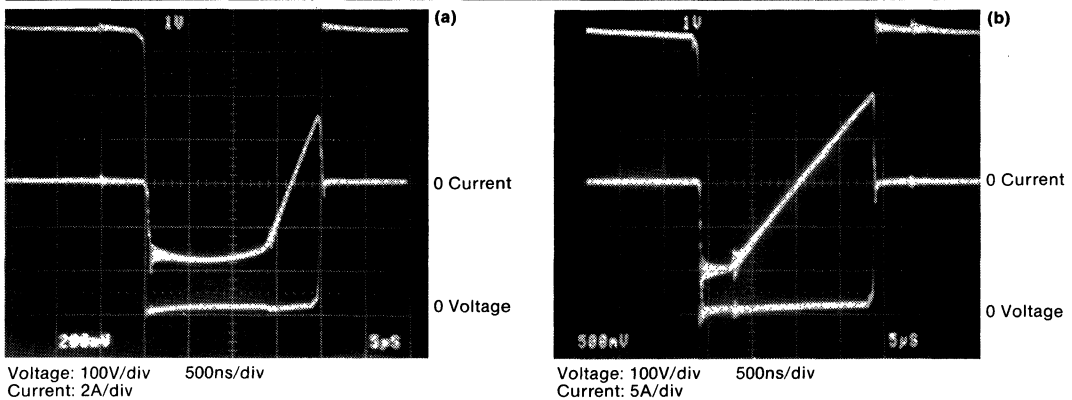 (a)
1V
0 Current
0 Voltage
200mV
5µS
Voltage: 100V/div 500ns/div
Current: 2A/div
(b)
1V
0 Current
0 Voltage
500mV
5µS
Voltage: 100V/div 500ns/div
Current: 5A/div